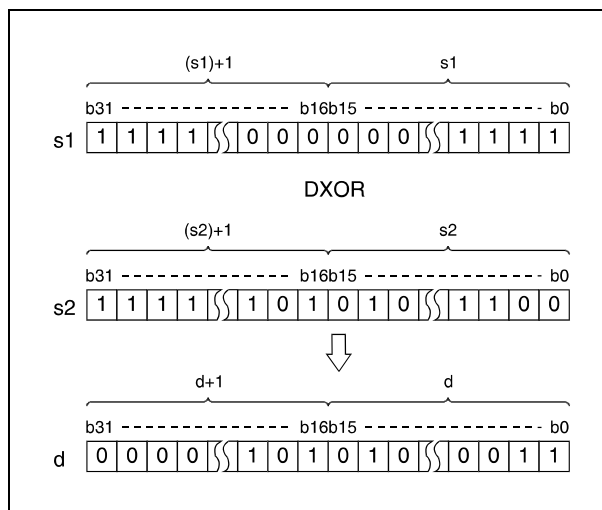 (s1)+1 s1
b31 ---------------- b16b15 ---------------- b0
s1 1 1 1 1 0 0 0 0 0 0 1 1 1 1
DXOR
(s2)+1 s2
b31 ---------------- b16b15 ---------------- b0
s2 1 1 1 1 1 0 1 0 1 0 1 1 0 0
d+1 d
b31 ---------------- b16b15 ---------------- b0
d 0 0 0 0 1 0 1 0 1 0 0 0 1 1